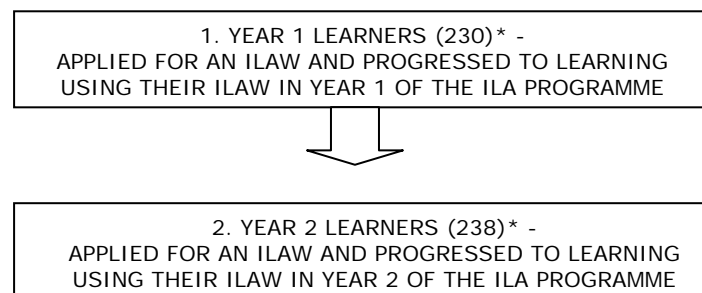 1. YEAR 1 LEARNERS (230)* -
APPLIED FOR AN ILAW AND PROGRESSED TO LEARNING
USING THEIR ILAW IN YEAR 1 OF THE ILA PROGRAMME
2. YEAR 2 LEARNERS (238)* -
APPLIED FOR AN ILAW AND PROGRESSED TO LEARNING
USING THEIR ILAW IN YEAR 2 OF THE ILA PROGRAMME